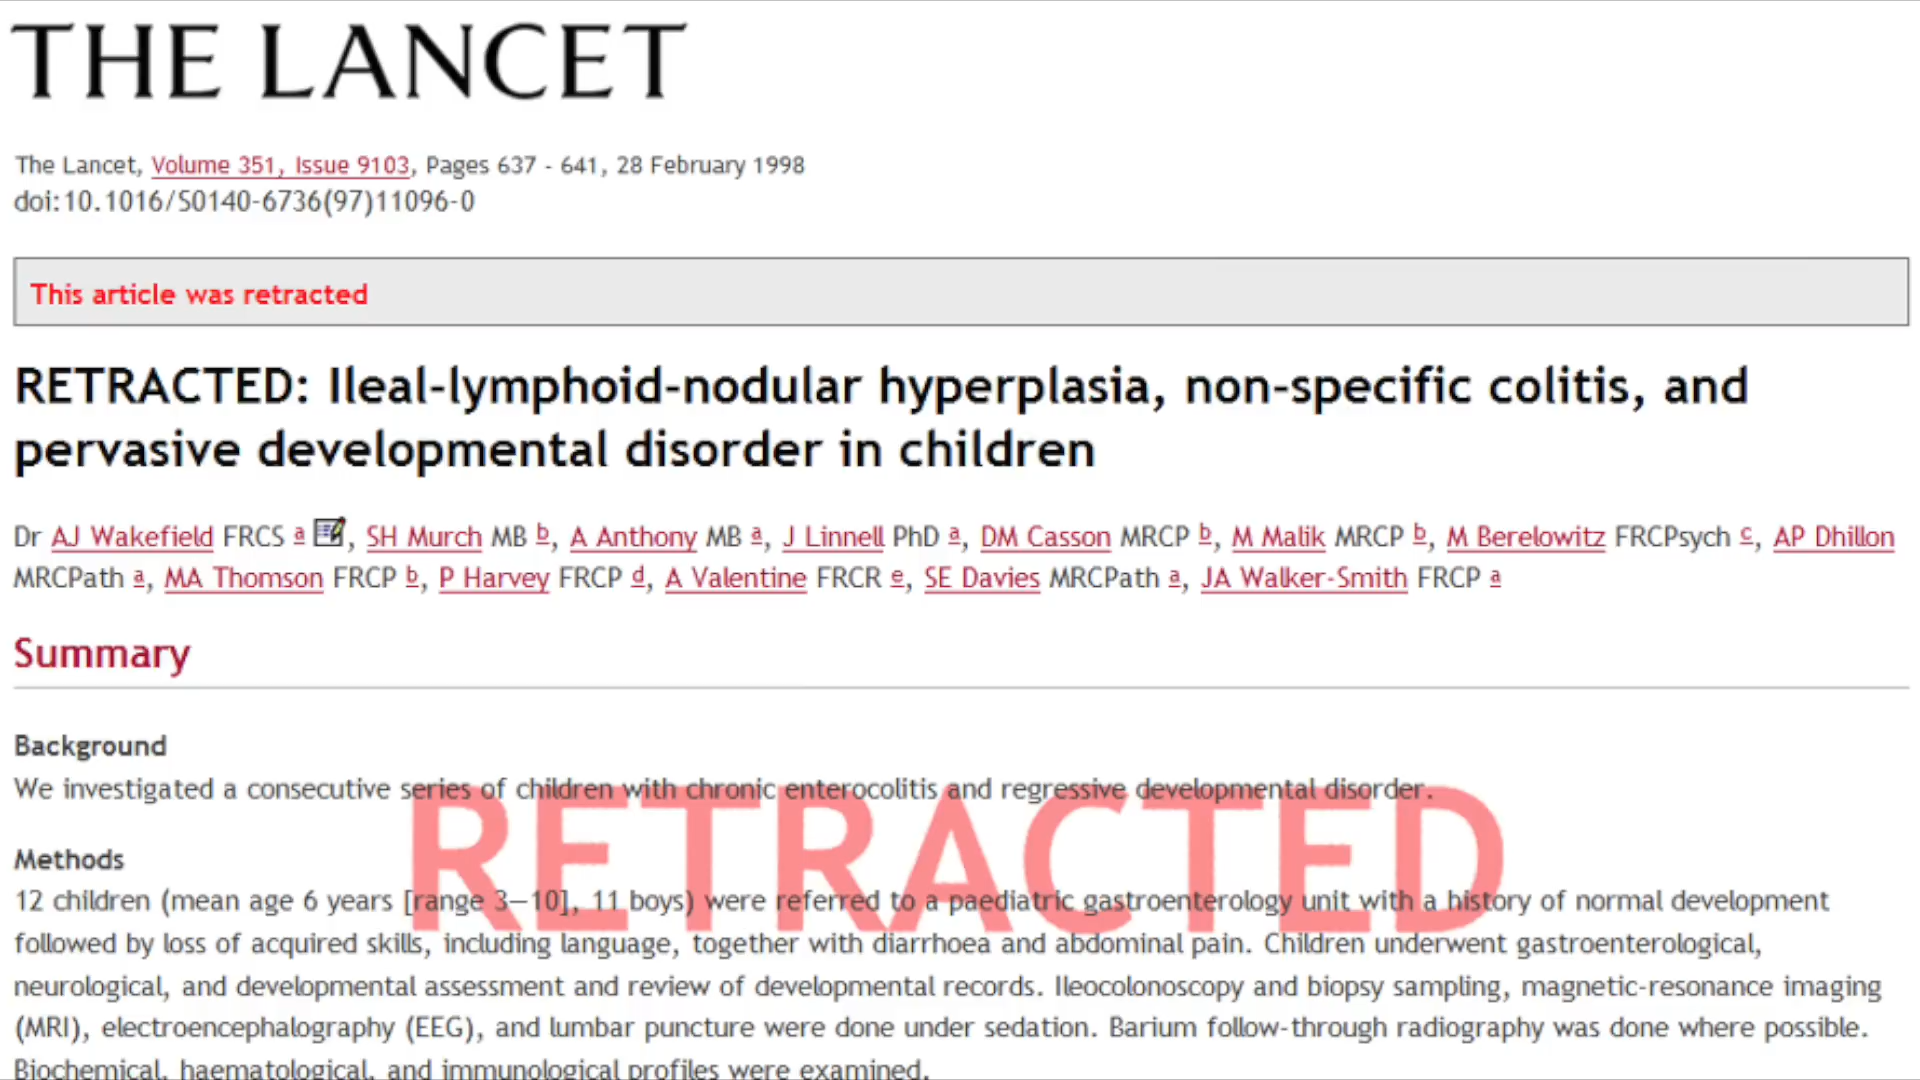 THE LANCET
The Lancet, Volume 351, Issue 9103, Pages 637 - 641, 28 February 1998
doi:10.1016/S0140-6736(97)11096-0
This article was retracted
RETRACTED: Ileal-lymphoid-nodular hyperplasia, non-specific colitis, and
pervasive developmental disorder in children
Dr AJ Wakefield FRCS a, SH Murch MB b, A Anthony MB a, J Linnell PhD a, DM Casson MRCP b, M Malik MRCP b, M Berelowitz FRCPsych c, AP Dhillon
MRCPath a, MA Thomson FRCP b, P Harvey FRCP d, A Valentine FRCR e, SE Davies MRCPath a, JA Walker-Smith FRCP a
Summary
Background
We investigated a consecutive series of children with chronic enterocolitis and regressive developmental disorder.
RETRACTED
Methods
12 children (mean age 6 years [range 3—10], 11 boys) were referred to a paediatric gastroenterology unit with a history of normal development
followed by loss of acquired skills, including language, together with diarrhoea and abdominal pain. Children underwent gastroenterological,
neurological, and developmental assessment and review of developmental records. Ileocolonoscopy and biopsy sampling, magnetic-resonance imaging
(MRI), electroencephalography (EEG), and lumbar puncture were done under sedation. Barium follow-through radiography was done where possible.
Biochemical, haematological, and immunological profiles were examined.